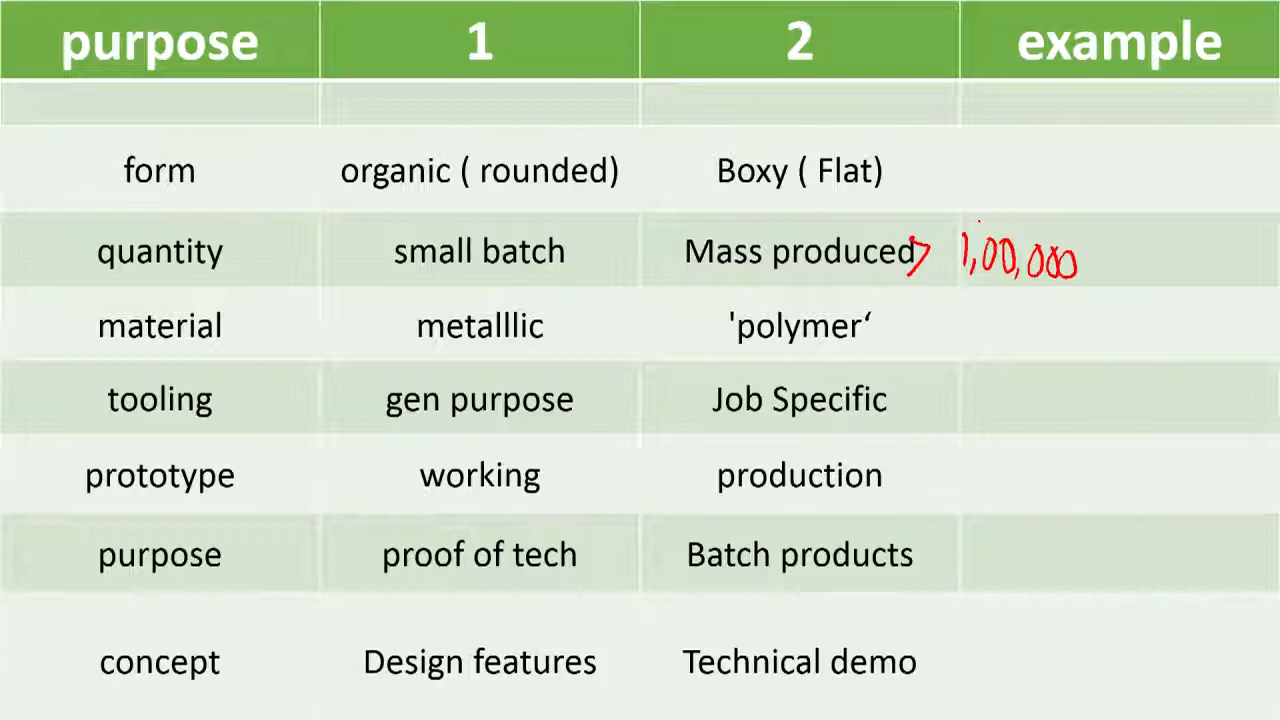 purpose 1 2 example
form organic ( rounded) Boxy ( Flat)
quantity small batch Mass produced > 1,00,000
material metalllic 'polymer‘
tooling gen purpose Job Specific
prototype working production
purpose proof of tech Batch products
concept Design features Technical demo